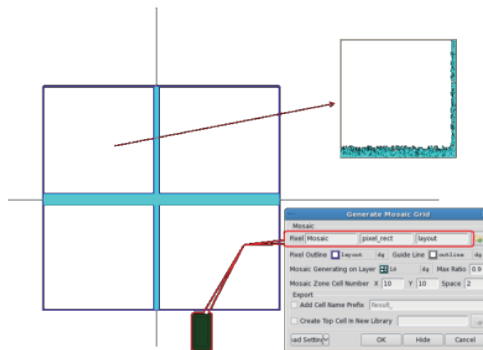 Generate Mosaic Grid
Mosaic
Pixel Mosaic pixel_rect layout
Pixel Outline layout dg Guide Line outline dg
Mosaic Generating on Layer dg Max Ratio 0.9
Mosaic Zone Cell Number X 10 Y 10 Space 2
Export
Add Cell Name Prefix Result_
Create Top Cell In New Library
ad Setting OK Hide Cancel